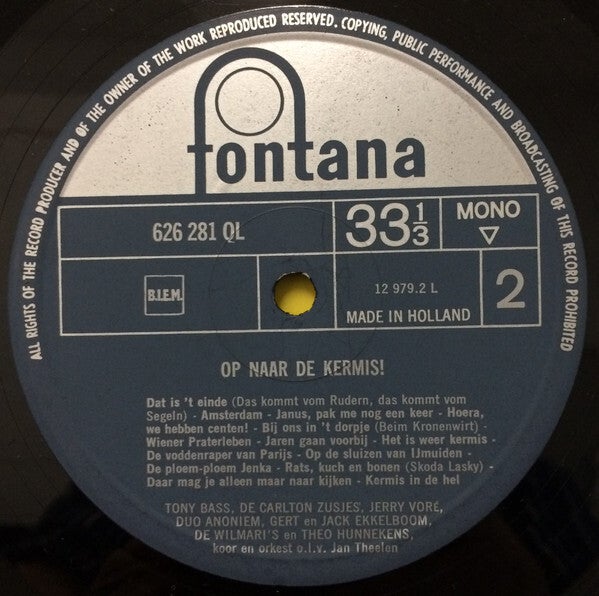 ALL RIGHTS OF THE RECORD PRODUCER AND OF THE OWNER OF THE WORK REPRODUCED RESERVED. COPYING, PUBLIC PERFORMANCE AND BROADCASTING OF THIS RECORD PROHIBITED
fontana
626 281 QL
33 1/3
MONO
B.I.E.M.
12 979.2 L
MADE IN HOLLAND
2
OP NAAR DE KERMIS!
Dat is 't einde (Das kommt vom Rudern, das kommt vom
Segeln) - Amsterdam - Janus, pak me nog een keer - Hoera,
we hebben centen! - Bij ons in 't dorpje (Beim Kronenwirt) -
Wiener Praterleben - Jaren gaan voorbij - Het is weer kermis -
De voddenraper van Parijs - Op de sluizen van IJmuiden -
De ploem-ploem Jenka - Rats, kuch en bonen (Skoda Lasky) -
Daar mag je alleen maar naar kijken - Kermis in de hel
TONY BASS, DE CARLTON ZUSJES, JERRY VORÉ,
DUO ANONIEM, GERT en JACK EKKELBOOM,
DE WILMARI'S en THEO HUNNEKENS,
koor en orkest o.l.v. Jan Theelen